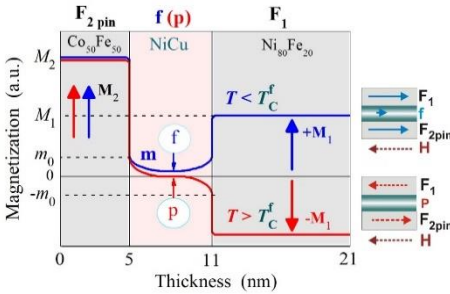 F2 pin f (p) F1
Co50Fe50 NiCu Ni80Fe20
Magnetization (a.u.)
M2
M1
m0
0
-m0
M2
m
f
p
T < TCf
+M1
T > TCf
-M1
0 5 11 21
Thickness (nm)
F1
f
F2pin
H
F1
P
F2pin
H